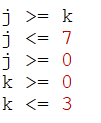 j >= k
j <= 7
j >= 0
k >= 0
k <= 3